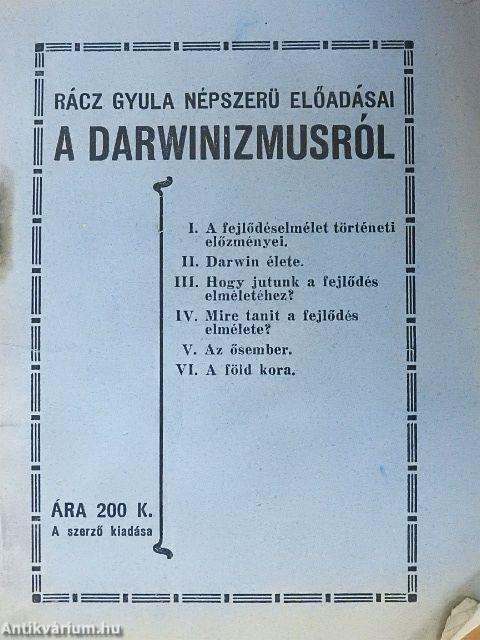 RÁCZ GYULA NÉPSZERÜ ELŐADÁSAI
A DARWINIZMUSRÓL
I. A fejlődéselmélet történeti
előzményei.
II. Darwin élete.
III. Hogy jutunk a fejlődés
elméletéhez?
IV. Mire tanit a fejlődés
elmélete?
V. Az ősember.
VI. A föld kora.
ÁRA 200 K.
A szerző kiadása
Antikvárium.hu